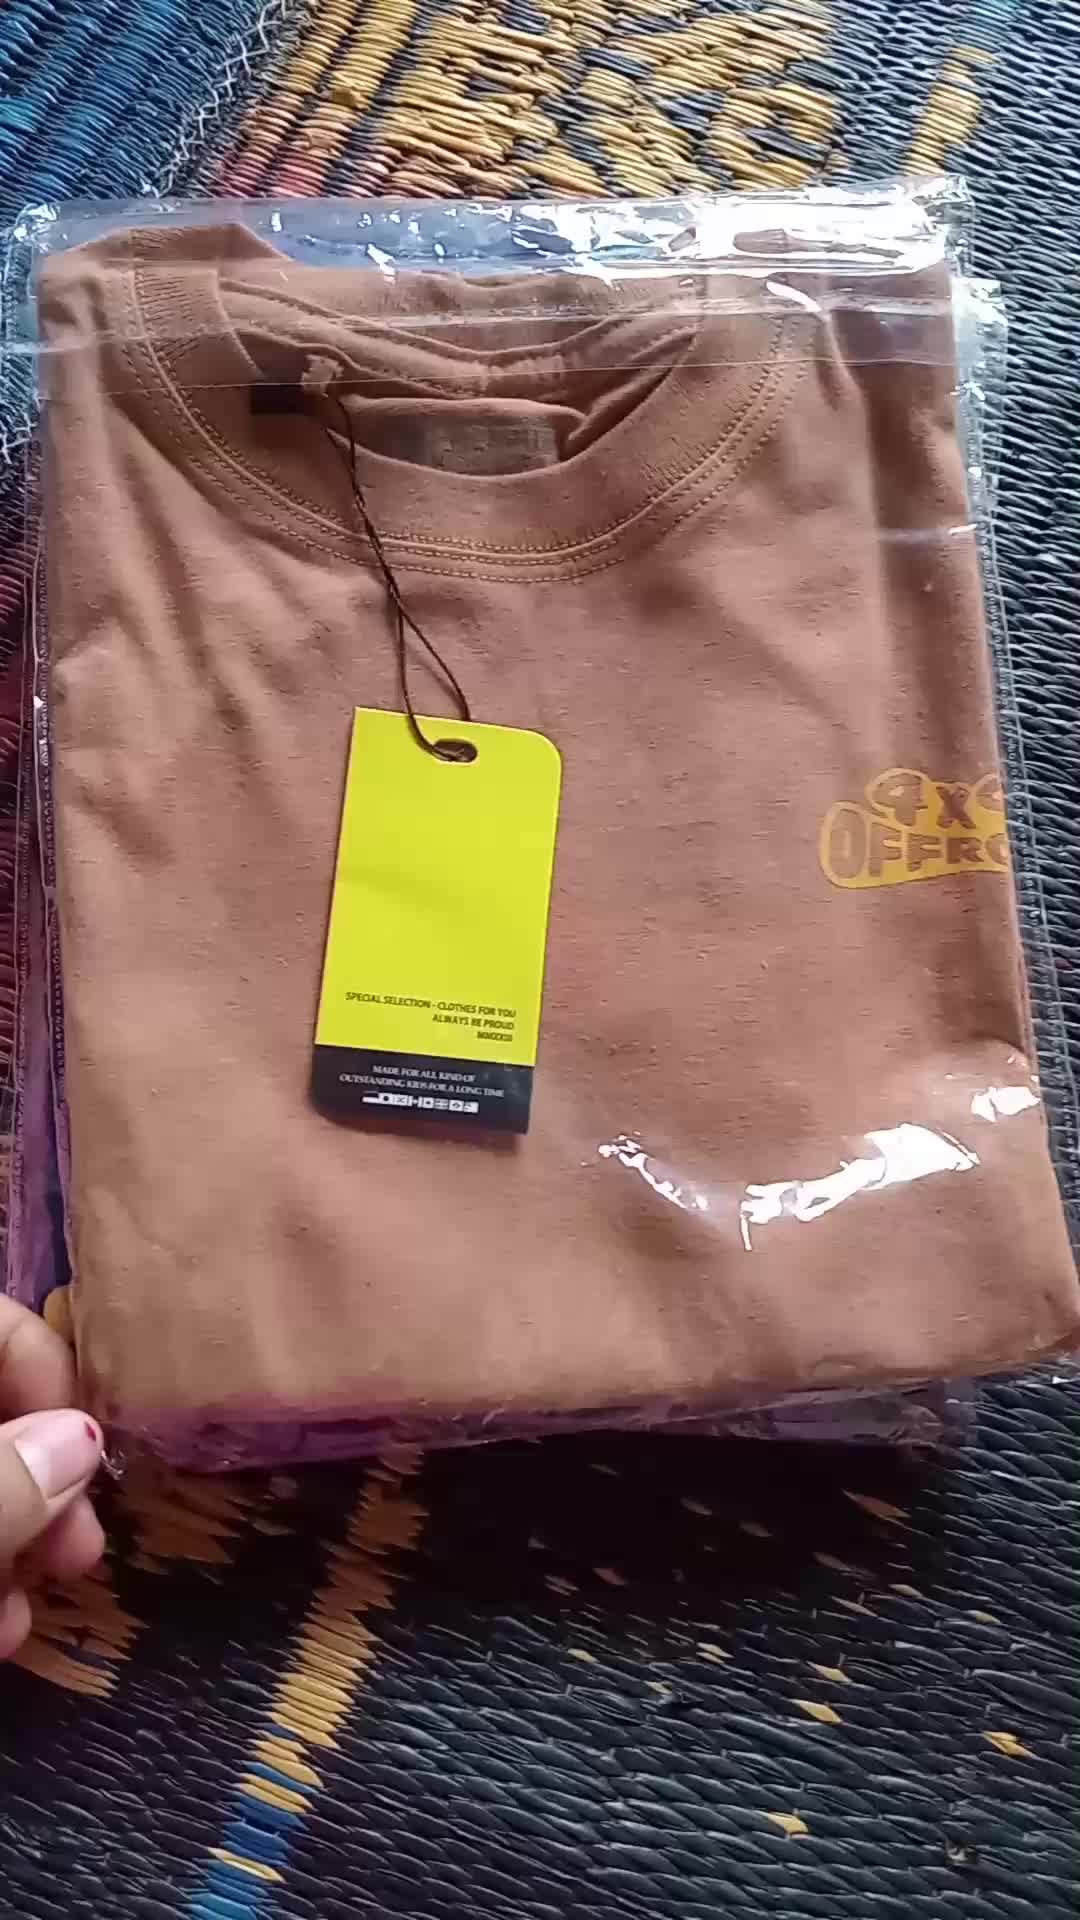 4x4
OFFRO
SPECIAL SELECTION - CLOTHES FOR YOU
ALWAYS BE PROUD
MADE FOR ALL KIND OF
OUTSTANDING KIDS FOR A LONG TIME